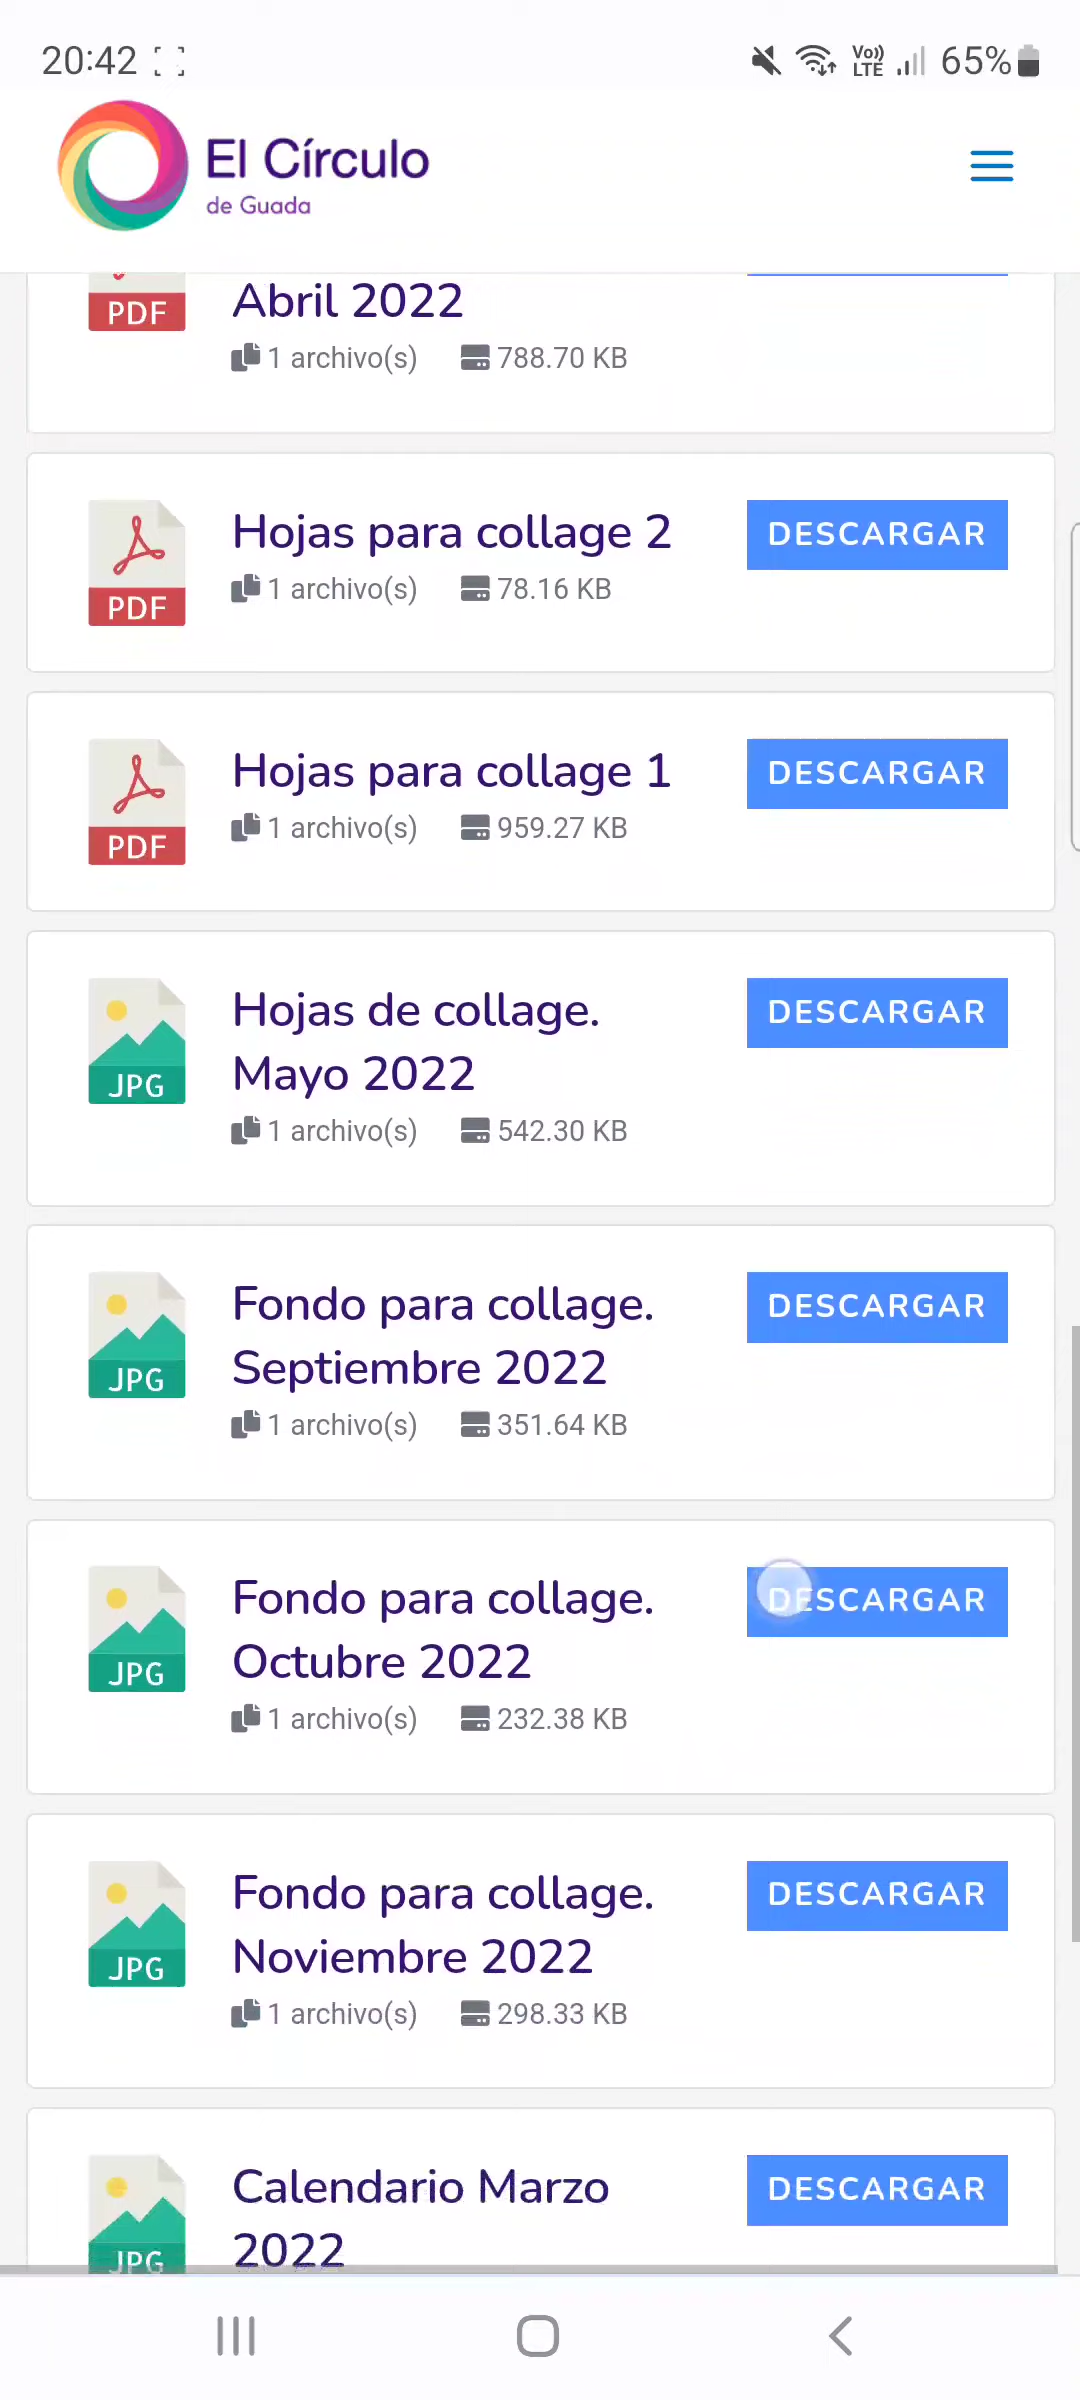 20:42
Vo))
LTE
65%
El Círculo
de Guada
PDF
Abril 2022
1 archivo(s) 788.70 KB
Hojas para collage 2
DESCARGAR
1 archivo(s) 78.16 KB
PDF
Hojas para collage 1
DESCARGAR
1 archivo(s) 959.27 KB
PDF
Hojas de collage.
Mayo 2022
DESCARGAR
JPG
1 archivo(s) 542.30 KB
Fondo para collage.
Septiembre 2022
DESCARGAR
JPG
1 archivo(s) 351.64 KB
Fondo para collage.
Octubre 2022
DESCARGAR
JPG
1 archivo(s) 232.38 KB
Fondo para collage.
Noviembre 2022
DESCARGAR
JPG
1 archivo(s) 298.33 KB
Calendario Marzo
2022
DESCARGAR
JPG